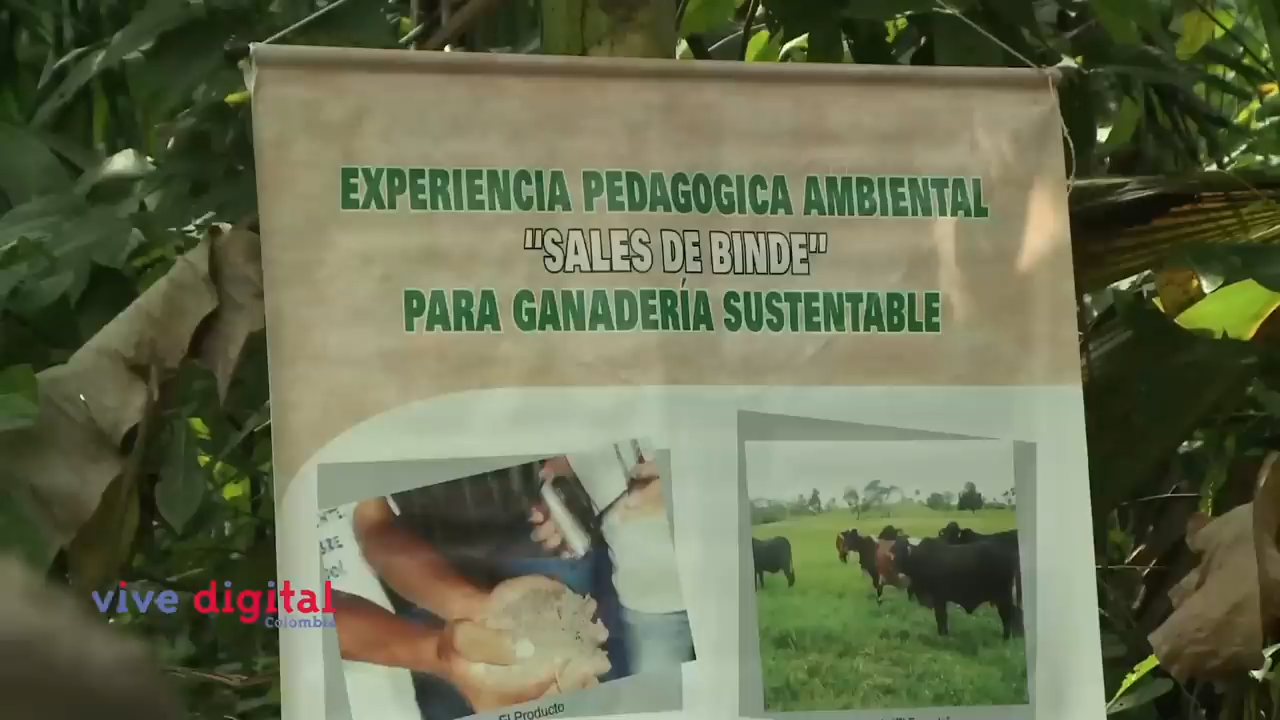 EXPERIENCIA PEDAGOGICA AMBIENTAL
"SALES DE BINDE"
PARA GANADERÍA SUSTENTABLE
El Producto
vive digital
Colombia